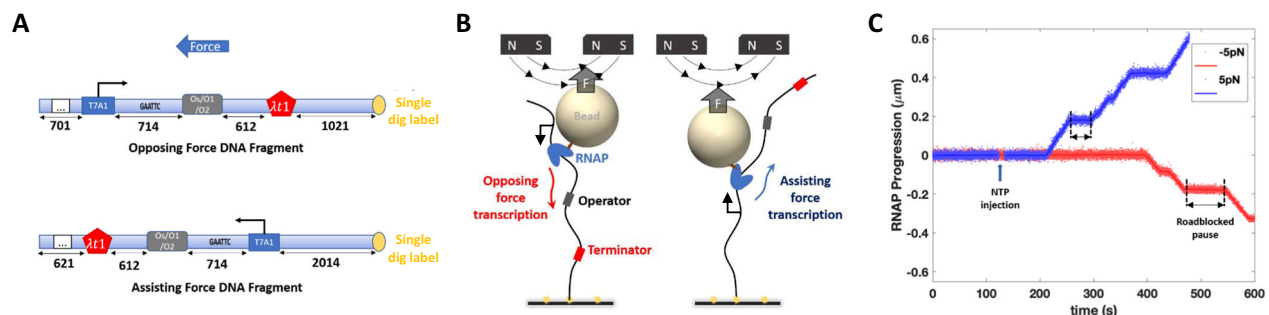 A
Force
...
T7A1
GAATTC
Os/O1
/O2
λt1
Single
dig label
701
714
612
1021
Opposing Force DNA Fragment
...
λt1
Os/O1
/O2
GAATTC
T7A1
Single
dig label
621
612
714
2014
Assisting Force DNA Fragment
B
N S
N S
N S
N S
F
F
Bead
RNAP
Opposing
force
transcription
Operator
Terminator
Assisting
force
transcription
C
RNAP Progression (μm)
0.6
0.4
0.2
0
-0.2
-0.4
-0.6
-5pN
5pN
NTP
injection
Roadblocked
pause
0 100 200 300 400 500 600
time (s)